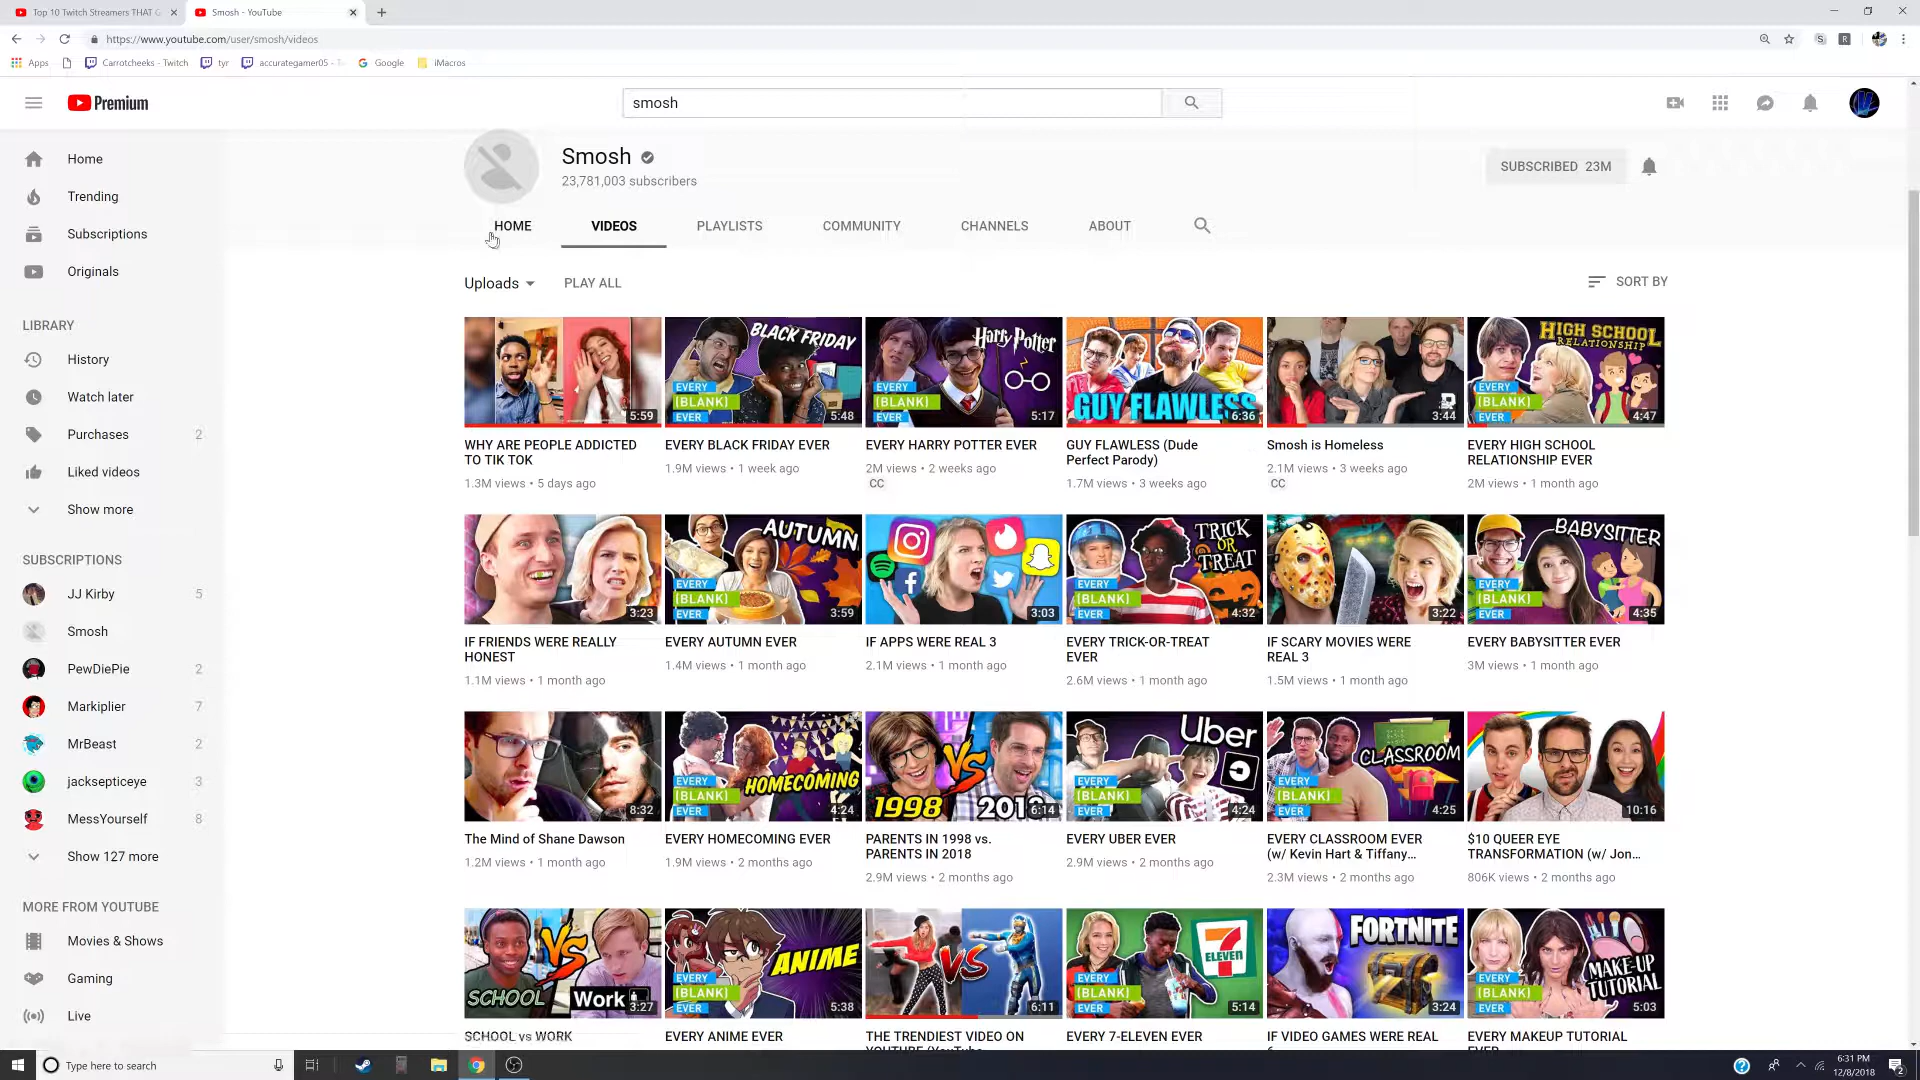 Top 10 Twitch Streamers THAT G
Smosh - YouTube
https://www.youtube.com/user/smosh/videos
Apps
Carrotcheeks - Twitch
tyr
accurategamer05 - T
Google
iMacros
Premium
smosh
Home
Trending
Subscriptions
Originals
LIBRARY
History
Watch later
Purchases 2
Liked videos
Show more
SUBSCRIPTIONS
JJ Kirby 5
Smosh
PewDiePie 2
Markiplier 7
MrBeast 2
jacksepticeye 3
MessYourself 8
Show 127 more
MORE FROM YOUTUBE
Movies & Shows
Gaming
Live
Smosh
23,781,003 subscribers
SUBSCRIBED 23M
HOME VIDEOS PLAYLISTS COMMUNITY CHANNELS ABOUT
Uploads PLAY ALL
SORT BY
5:59
WHY ARE PEOPLE ADDICTED
TO TIK TOK
1.3M views • 5 days ago
BLACK FRIDAY
EVERY
[BLANK]
EVER
5:48
EVERY BLACK FRIDAY EVER
1.9M views • 1 week ago
Harry Potter
EVERY
[BLANK]
EVER
5:17
EVERY HARRY POTTER EVER
2M views • 2 weeks ago
CC
GUY FLAWLESS
6:36
GUY FLAWLESS (Dude
Perfect Parody)
1.7M views • 3 weeks ago
3:44
Smosh is Homeless
2.1M views • 3 weeks ago
CC
HIGH SCHOOL
RELATIONSHIP
EVERY
[BLANK]
EVER
4:47
EVERY HIGH SCHOOL
RELATIONSHIP EVER
2M views • 1 month ago
3:23
IF FRIENDS WERE REALLY
HONEST
1.1M views • 1 month ago
AUTUMN
EVERY
[BLANK]
EVER
3:59
EVERY AUTUMN EVER
1.4M views • 1 month ago
3:03
IF APPS WERE REAL 3
2.1M views • 1 month ago
TRICK
OR
TREAT
EVERY
[BLANK]
EVER
4:32
EVERY TRICK-OR-TREAT
EVER
2.6M views • 1 month ago
3:22
IF SCARY MOVIES WERE
REAL 3
1.5M views • 1 month ago
BABYSITTER
EVERY
[BLANK]
EVER
4:35
EVERY BABYSITTER EVER
3M views • 1 month ago
8:32
The Mind of Shane Dawson
1.2M views • 1 month ago
HOMECOMING
EVERY
[BLANK]
EVER
4:24
EVERY HOMECOMING EVER
1.9M views • 2 months ago
VS
1998
6:14
PARENTS IN 1998 vs.
PARENTS IN 2018
2.9M views • 2 months ago
Uber
EVERY
[BLANK]
EVER
4:24
EVERY UBER EVER
2.9M views • 2 months ago
CLASSROOM
EVERY
[BLANK]
EVER
4:25
EVERY CLASSROOM EVER
(w/ Kevin Hart & Tiffany...
2.3M views • 2 months ago
10:16
$10 QUEER EYE
TRANSFORMATION (w/ Jon...
806K views • 2 months ago
VS
SCHOOL
Work
3:27
SCHOOL vs WORK
ANIME
EVERY
[BLANK]
EVER
5:38
EVERY ANIME EVER
VS
6:11
THE TRENDIEST VIDEO ON
YOUTUBE (YouTube
7
ELEVEN
EVERY
[BLANK]
EVER
5:14
EVERY 7-ELEVEN EVER
FORTNITE
3:24
IF VIDEO GAMES WERE REAL
MAKE-UP
TUTORIAL
EVERY
[BLANK]
EVER
5:03
EVERY MAKEUP TUTORIAL
EVER
Type here to search
6:31 PM
12/8/2018
2